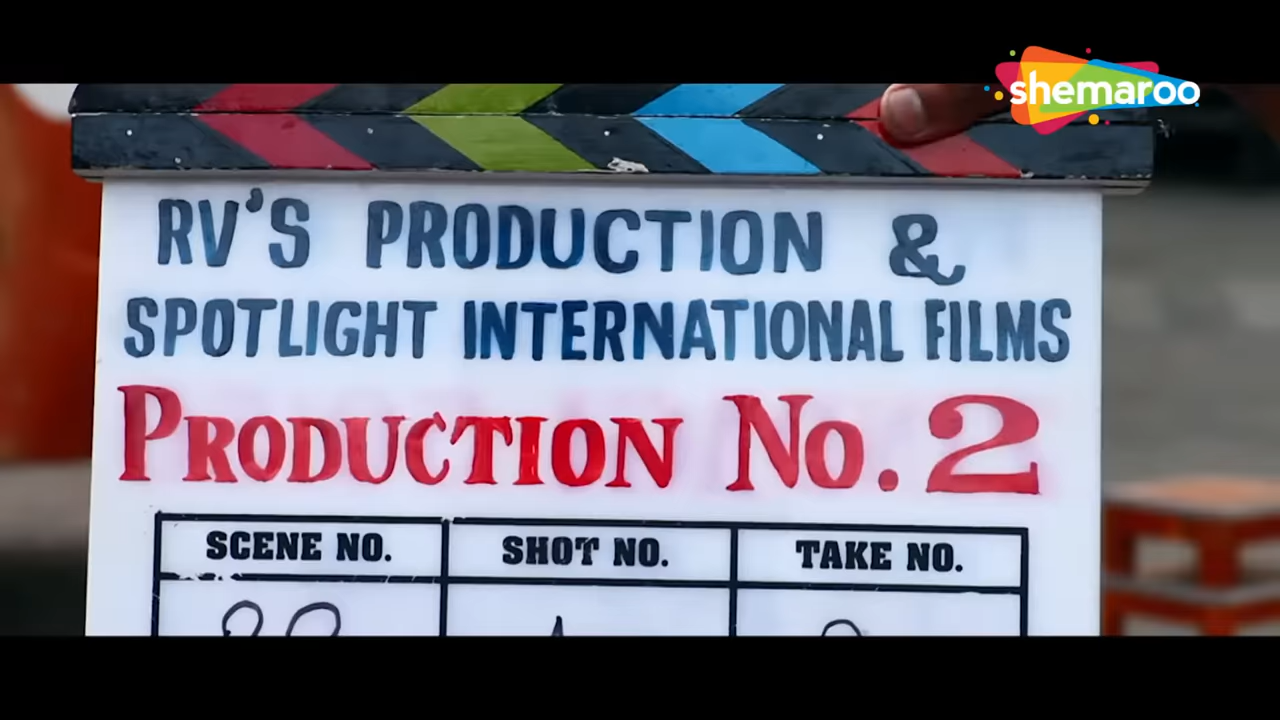 shemaroo
RV'S PRODUCTION &
SPOTLIGHT INTERNATIONAL FILMS
PRODUCTION NO. 2
SCENE NO. SHOT NO. TAKE NO.